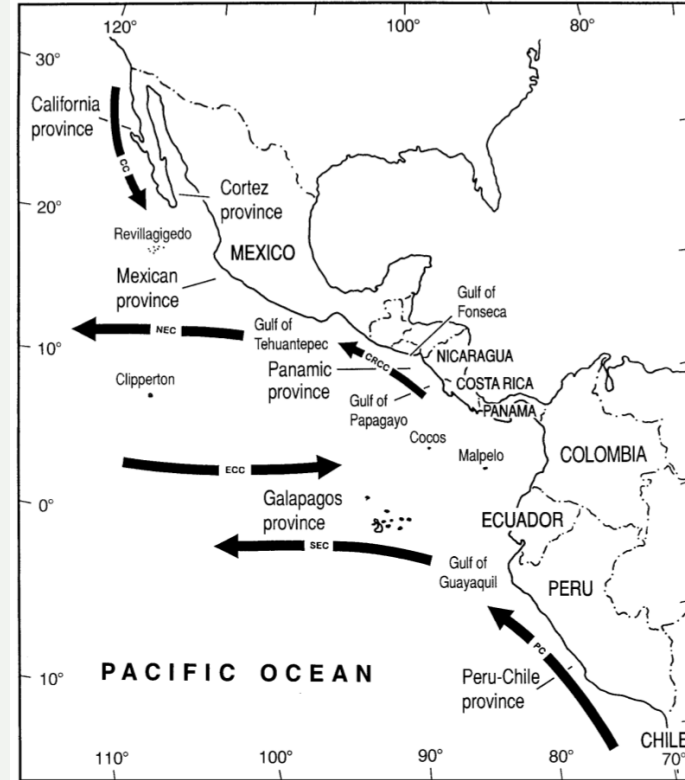 120°
100°
80°
30°
California
province
CC
Cortez
province
20°
Revillagigedo
MEXICO
Mexican
province
Gulf of
Fonseca
NEC
Gulf of
Tehuantepec
10°
CRCC
NICARAGUA
Panamic
province
Clipperton
COSTA RICA
Gulf of
Papagayo
PANAMA
Cocos
Malpelo
COLOMBIA
ECC
0°
Galapagos
province
ECUADOR
SEC
Gulf of
Guayaquil
PERU
PC
10°
PACIFIC OCEAN
Peru-Chile
province
CHILE
110°
100°
90°
80°
70°